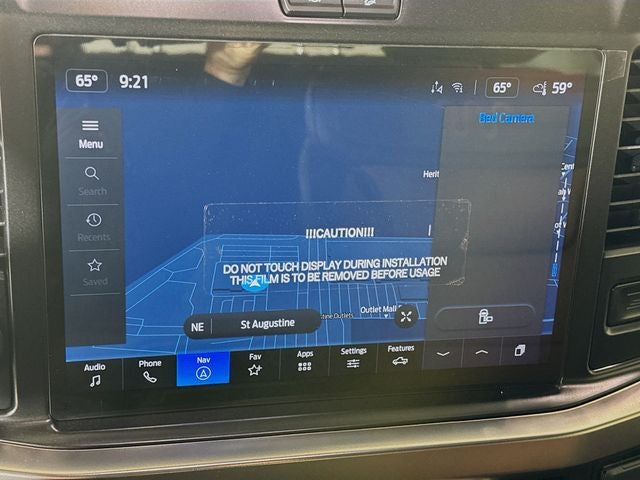 65° 9:21 65° 59°
Bed Camera
Menu
Search
Recents
Saved
!!!CAUTION!!!
DO NOT TOUCH DISPLAY DURING INSTALLATION
THIS FILM IS TO BE REMOVED BEFORE USAGE
Outlet Mall
NE St Augustine
Audio Phone Nav Fav Apps Settings Features